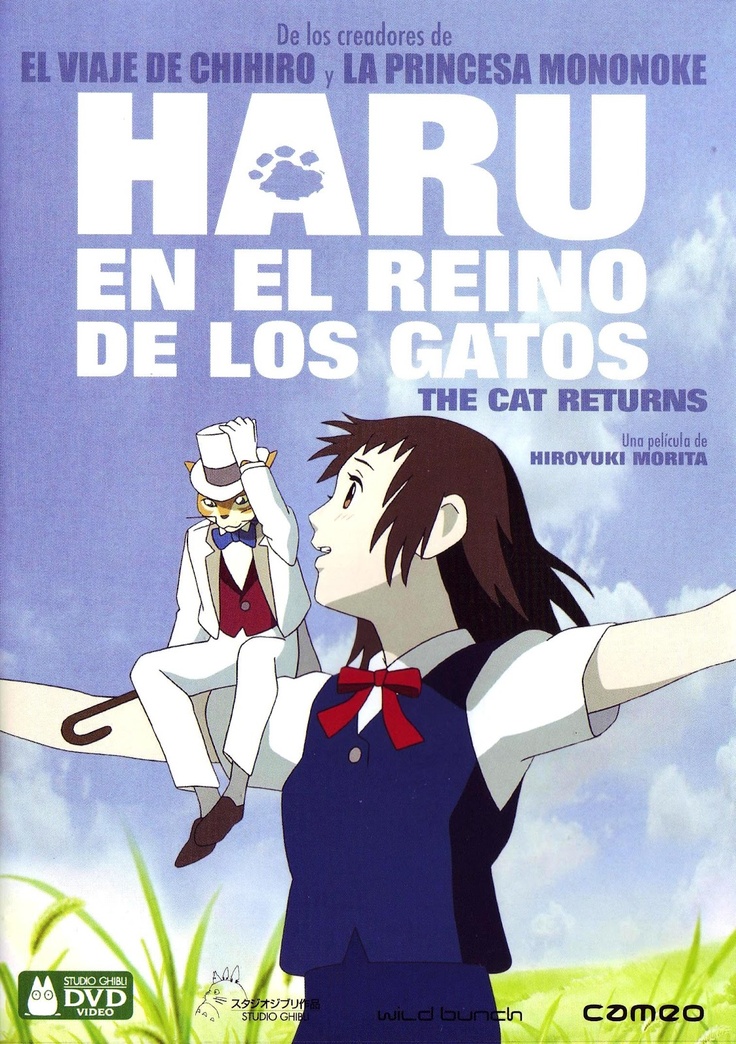 De los creadores de
EL VIAJE DE CHIHIRO y LA PRINCESA MONONOKE
HARU
EN EL REINO
DE LOS GATOS
THE CAT RETURNS
Una película de
HIROYUKI MORITA
STUDIO GHIBLI
DVD
VIDEO
スタジオジブリ作品
STUDIO GHIBLI
wild bunch
cameo